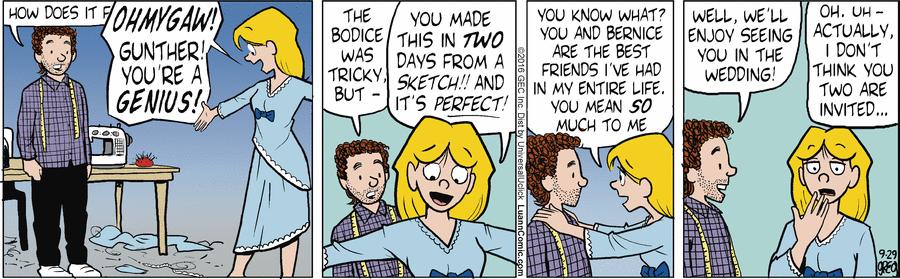 HOW DOES IT F
OHMYGAW!
GUNTHER!
YOU'RE A
GENIUS!
THE
BODICE
WAS
TRICKY,
BUT –
YOU MADE
THIS IN TWO
DAYS FROM A
SKETCH!! AND
IT'S PERFECT!
©2016 GEC, Inc. Dist by UniversalUclick LuannComic.com
YOU KNOW WHAT?
YOU AND BERNICE
ARE THE BEST
FRIENDS I'VE HAD
IN MY ENTIRE LIFE.
YOU MEAN SO
MUCH TO ME
WELL, WE'LL
ENJOY SEEING
YOU IN THE
WEDDING!
OH. UH –
ACTUALLY,
I DON'T
THINK YOU
TWO ARE
INVITED...
9-29